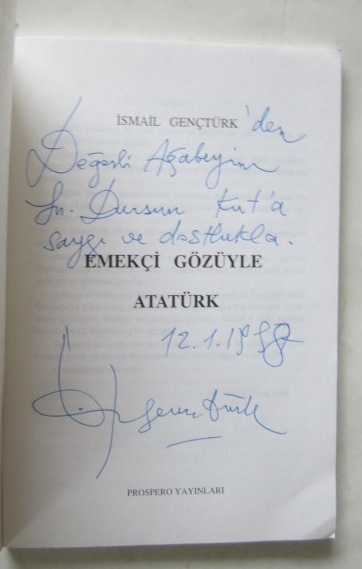 İSMAİL GENÇTÜRK'den
Değerli Ağabeyim
Sn. Dursun Kut'a
saygı ve dostlukla.
EMEKÇİ GÖZÜYLE
ATATÜRK
12.1.1998
Gençtürk
PROSPERO YAYINLARI